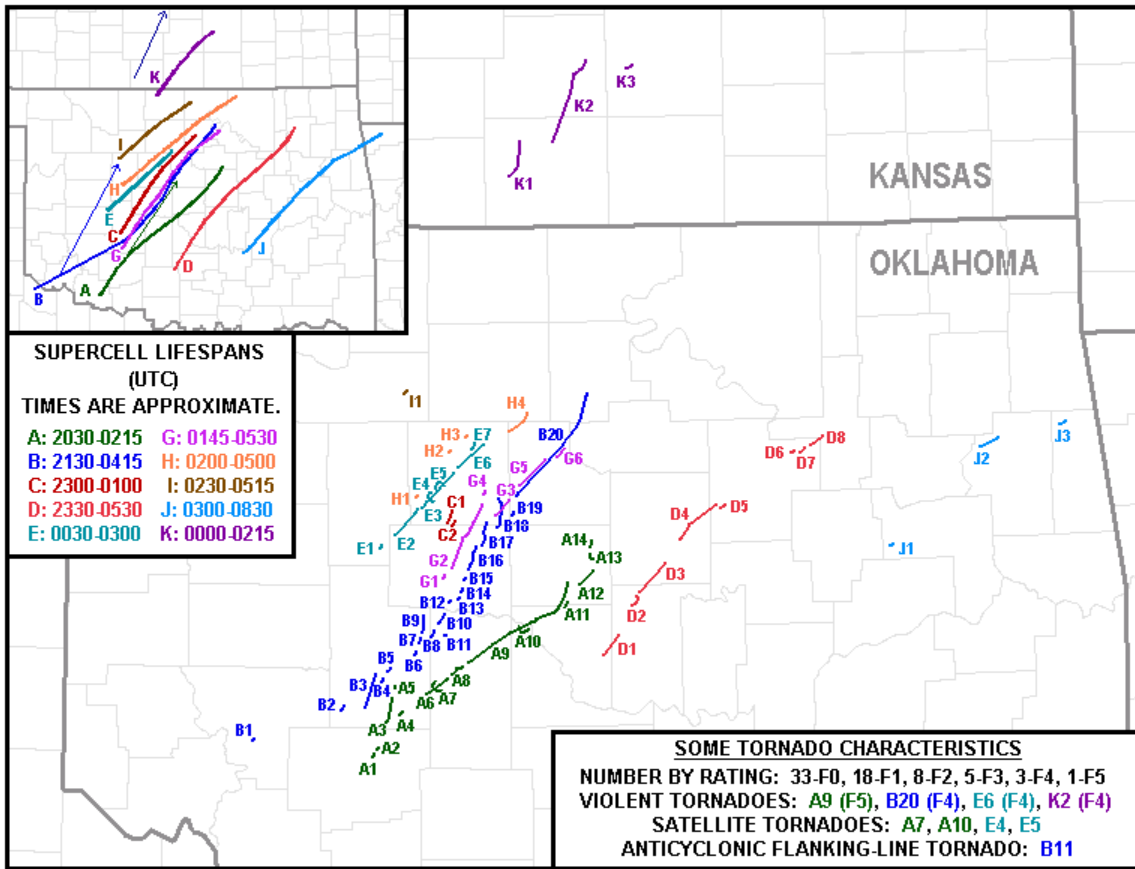 K
I
H
E
C
G
B
A
D
J
SUPERCELL LIFESPANS
(UTC)
TIMES ARE APPROXIMATE.
A: 2030-0215 G: 0145-0530
B: 2130-0415 H: 0200-0500
C: 2300-0100 I: 0230-0515
D: 2330-0530 J: 0300-0830
E: 0030-0300 K: 0000-0215
K3
K2
K1
KANSAS
OKLAHOMA
I1
H4
H3
E7
B20
H2
E6
G6
G5
E5
E4
G4
H1
G3
C1
B19
E3
B18
C2
E2
E1
B17
B16
G2
G1
B15
B14
B12
B13
B9
B10
B7
B8
B11
B6
B5
B3
B4
B2
B1
A14
A13
A12
A11
A10
A9
A8
A7
A6
A5
A4
A3
A2
A1
D8
D6
D7
D5
D4
D3
D2
D1
J3
J2
J1
SOME TORNADO CHARACTERISTICS
NUMBER BY RATING: 33-F0, 18-F1, 8-F2, 5-F3, 3-F4, 1-F5
VIOLENT TORNADOES: A9 (F5), B20 (F4), E6 (F4), K2 (F4)
SATELLITE TORNADOES: A7, A10, E4, E5
ANTICYCLONIC FLANKING-LINE TORNADO: B11